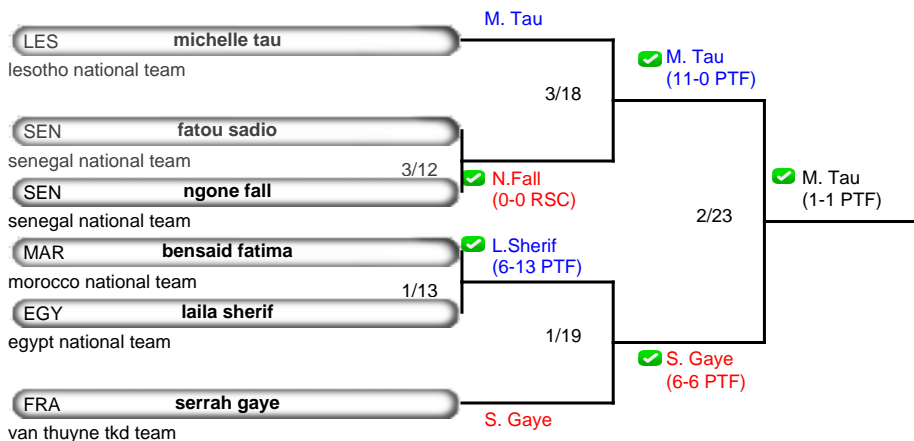 M. Tau
LES michelle tau
lesotho national team
M. Tau
(11-0 PTF)
3/18
SEN fatou sadio
senegal national team
3/12
N.Fall
(0-0 RSC)
SEN ngone fall
senegal national team
M. Tau
(1-1 PTF)
2/23
MAR bensaid fatima
morocco national team
L.Sherif
(6-13 PTF)
1/13
EGY laila sherif
egypt national team
1/19
S. Gaye
(6-6 PTF)
FRA serrah gaye
van thuyne tkd team
S. Gaye